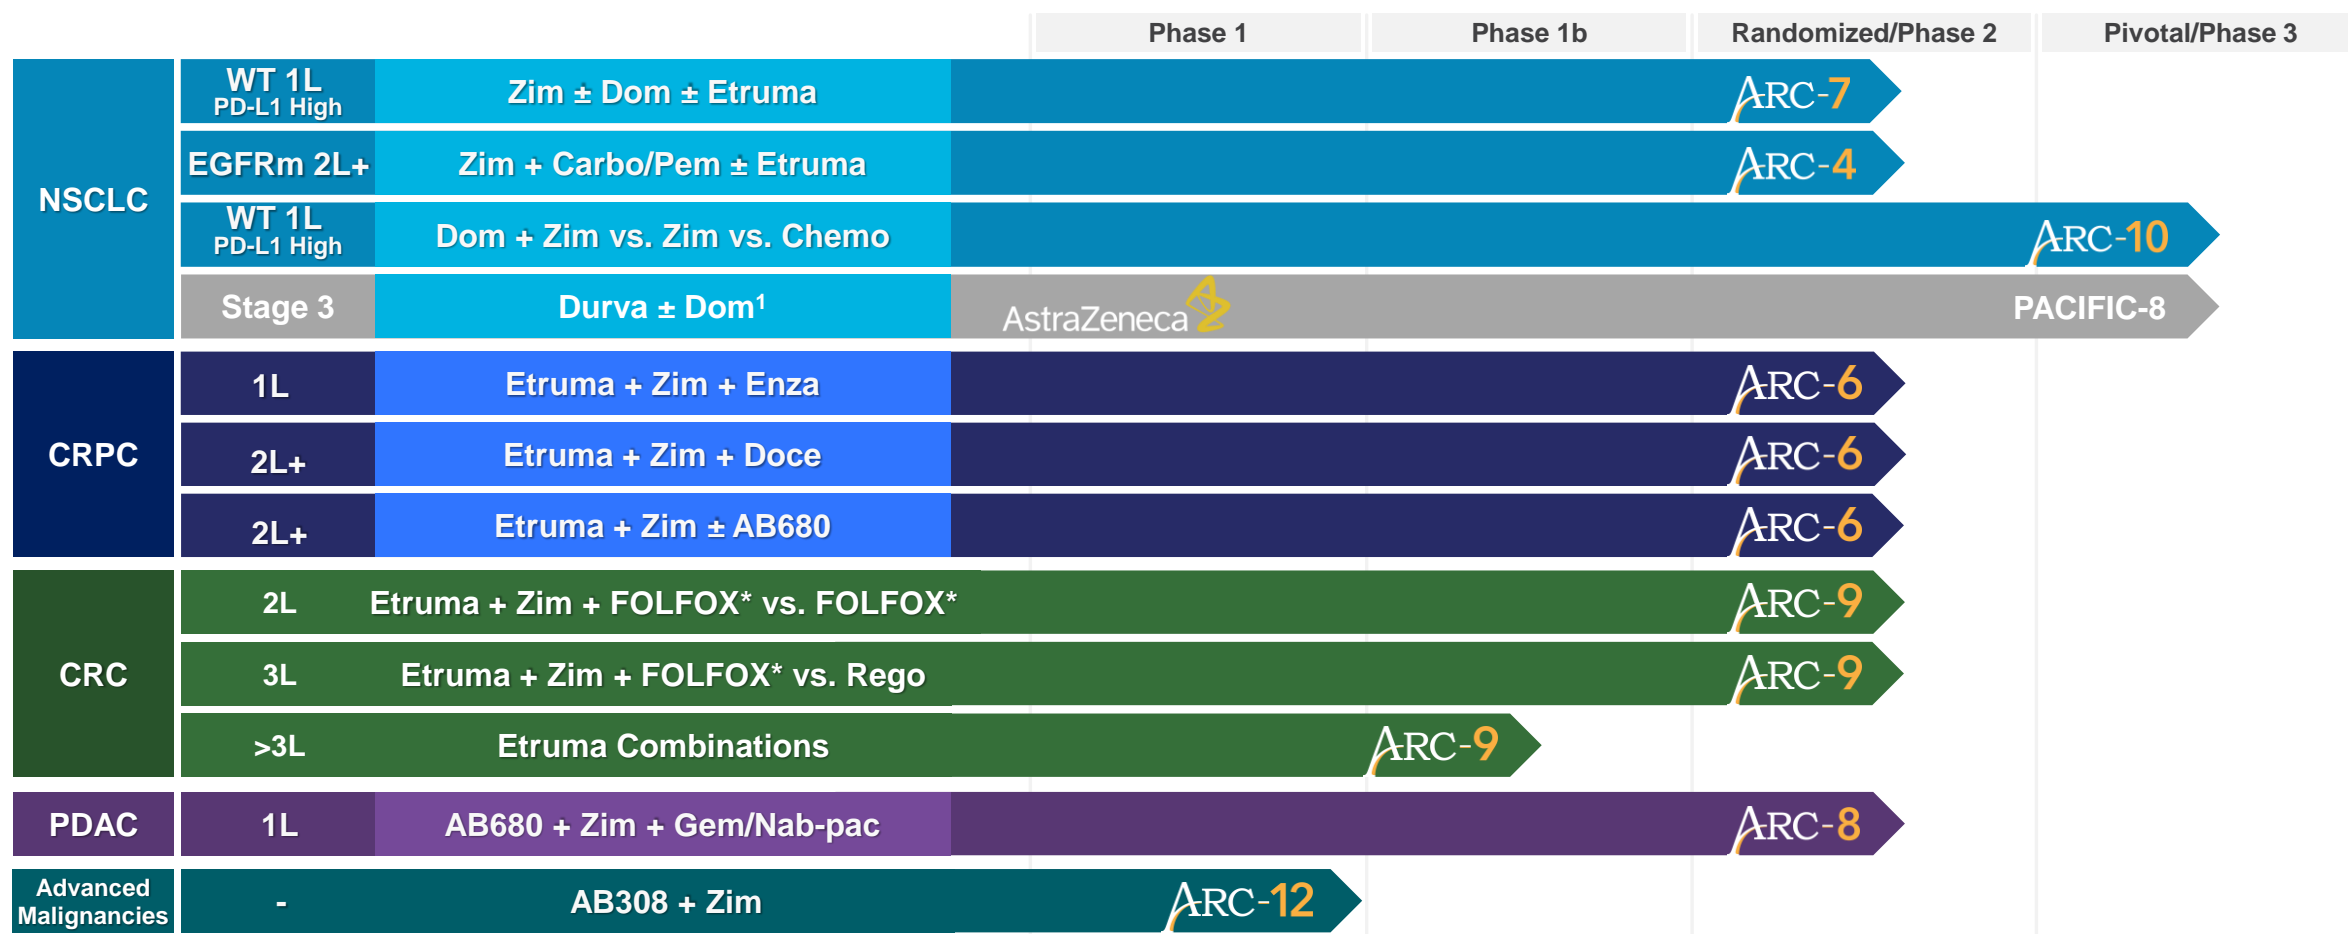 Phase 1 Phase 1b Randomized/Phase 2 Pivotal/Phase 3
NSCLC
WT 1L
PD-L1 High
Zim ± Dom ± Etruma
ARC-7
EGFRm 2L+
Zim + Carbo/Pem ± Etruma
ARC-4
WT 1L
PD-L1 High
Dom + Zim vs. Zim vs. Chemo
ARC-10
Stage 3
Durva ± Dom¹
AstraZeneca
PACIFIC-8
CRPC
1L
Etruma + Zim + Enza
ARC-6
2L+
Etruma + Zim + Doce
ARC-6
2L+
Etruma + Zim ± AB680
ARC-6
CRC
2L
Etruma + Zim + FOLFOX* vs. FOLFOX*
ARC-9
3L
Etruma + Zim + FOLFOX* vs. Rego
ARC-9
>3L
Etruma Combinations
ARC-9
PDAC
1L
AB680 + Zim + Gem/Nab-pac
ARC-8
Advanced
Malignancies
-
AB308 + Zim
ARC-12